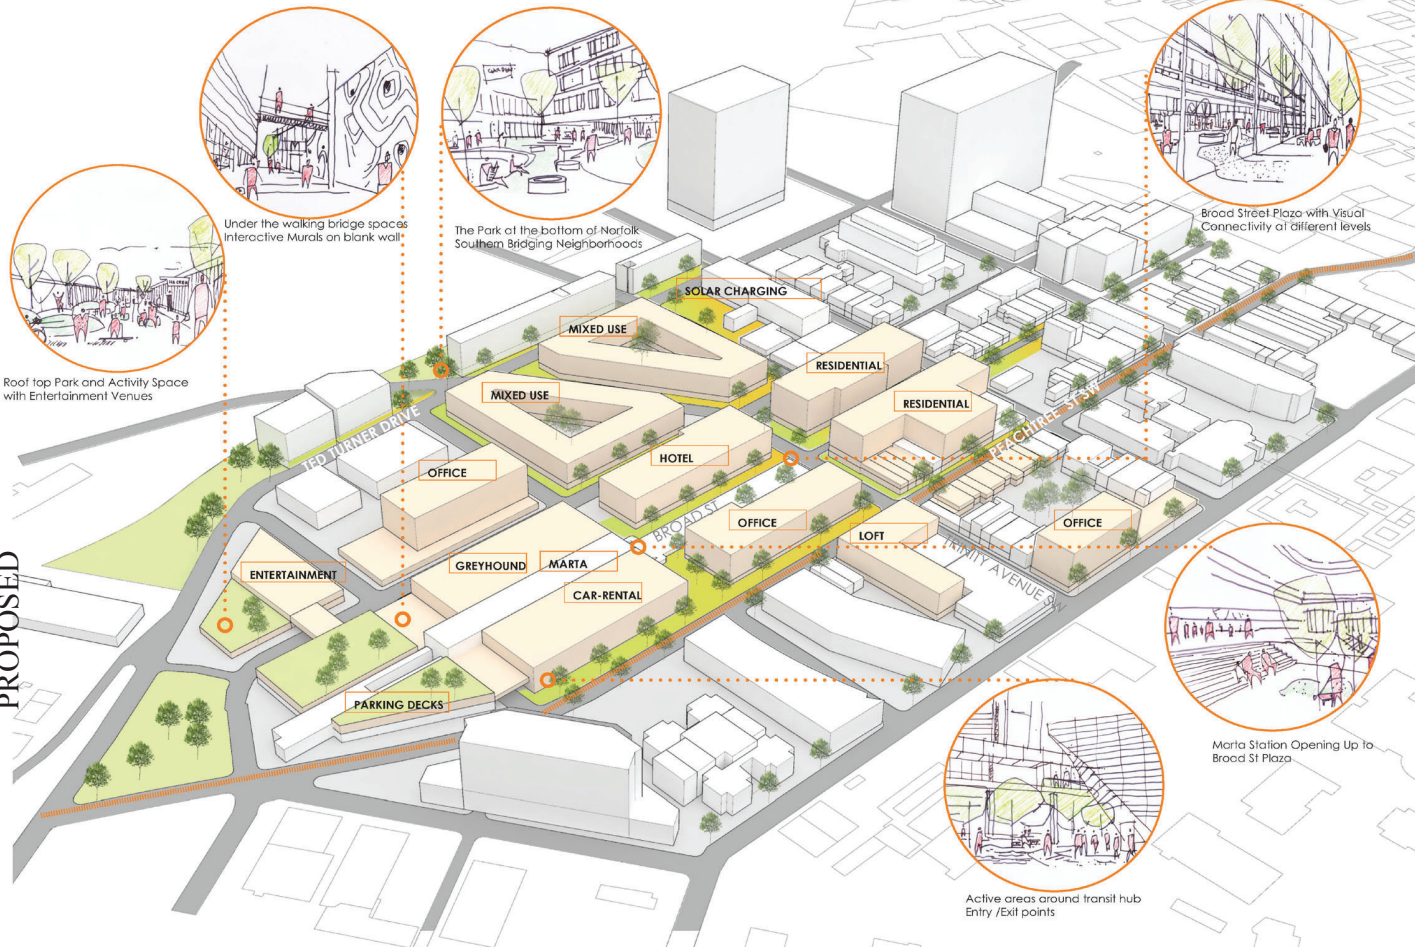 Under the walking bridge spaces
Interactive Murals on blank wall
The Park at the bottom of Norfolk
Southern Bridging Neighborhoods
Broad Street Plaza with Visual
Connectivity at different levels
Roof top Park and Activity Space
with Entertainment Venues
SOLAR CHARGING
MIXED USE
RESIDENTIAL
MIXED USE
RESIDENTIAL
PEACHTREE ST SW
TED TURNER DRIVE
HOTEL
OFFICE
BROAD ST
OFFICE
OFFICE
LOFT
TRINITY AVENUE SW
GREYHOUND
MARTA
ENTERTAINMENT
CAR-RENTAL
PROPOSED
PARKING DECKS
Marta Station Opening Up to
Broad St Plaza
Active areas around transit hub
Entry /Exit points